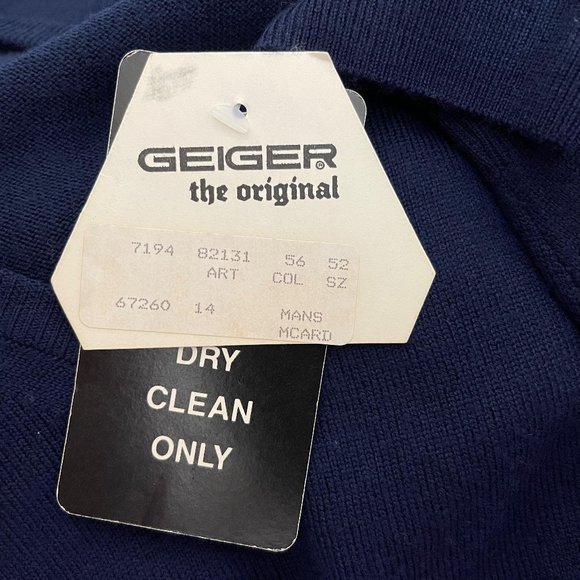 GEIGER
the original
7194 82131 56 52
ART COL SZ
67260 14 MANS
MCARD
DRY
CLEAN
ONLY